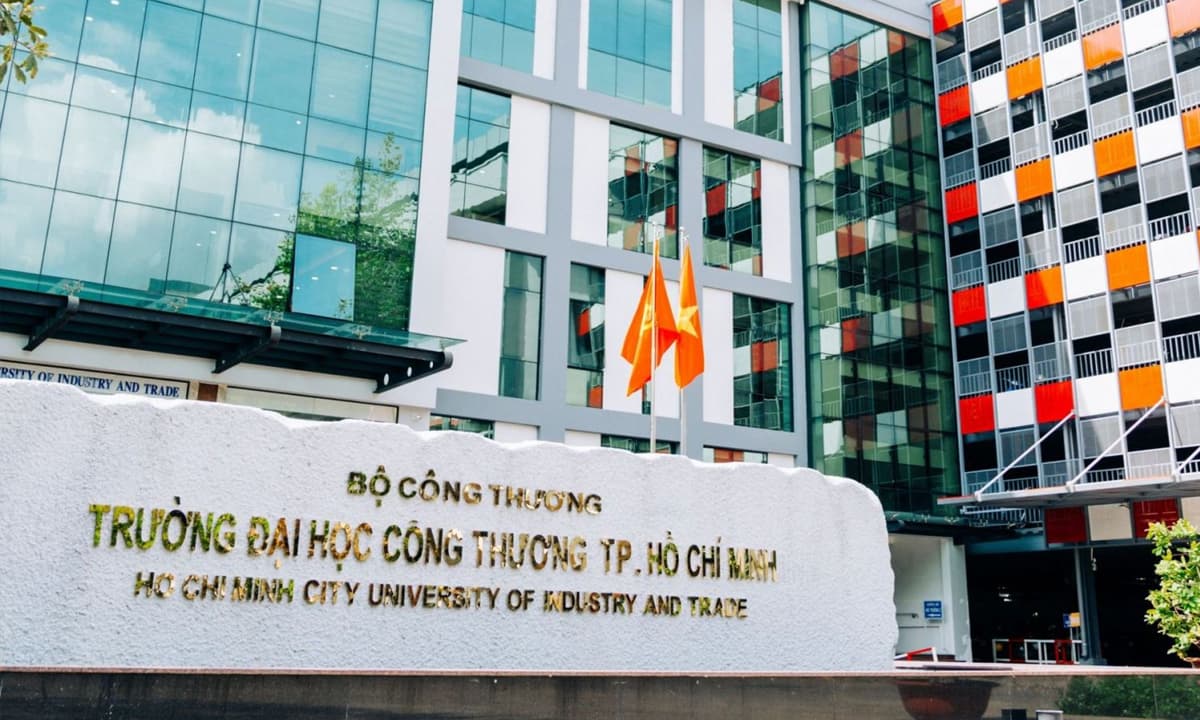 VERSITY OF INDUSTRY AND TRADE
BỘ CÔNG THƯƠNG
TRƯỜNG ĐẠI HỌC CÔNG THƯƠNG TP. HỒ CHÍ MINH
HO CHI MINH CITY UNIVERSITY OF INDUSTRY AND TRADE